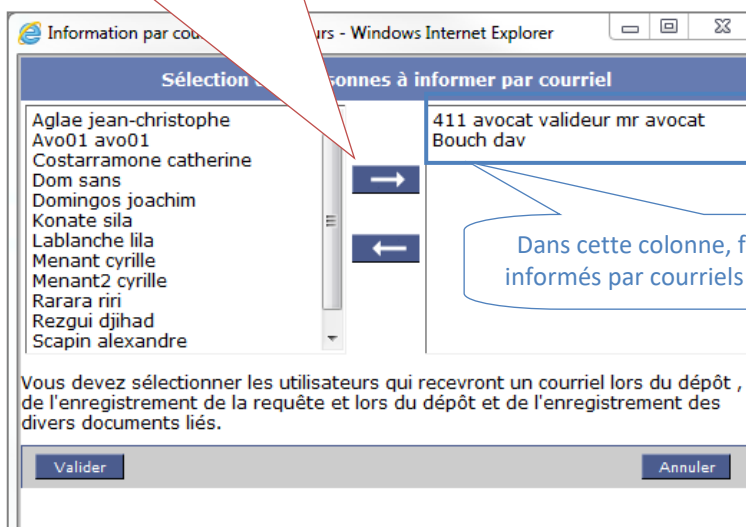 Information par cou urs - Windows Internet Explorer
Sélection sonnes à informer par courriel
Aglae jean-christophe
Avo01 avo01
Costarramone catherine
Dom sans
Domingos joachim
Konate sila
Lablanche lila
Menant cyrille
Menant2 cyrille
Rarara riri
Rezgui djihad
Scapin alexandre
411 avocat valideur mr avocat
Bouch dav
Dans cette colonne, f
informés par courriels
Vous devez sélectionner les utilisateurs qui recevront un courriel lors du dépôt ,
de l'enregistrement de la requête et lors du dépôt et de l'enregistrement des
divers documents liés.
Valider
Annuler